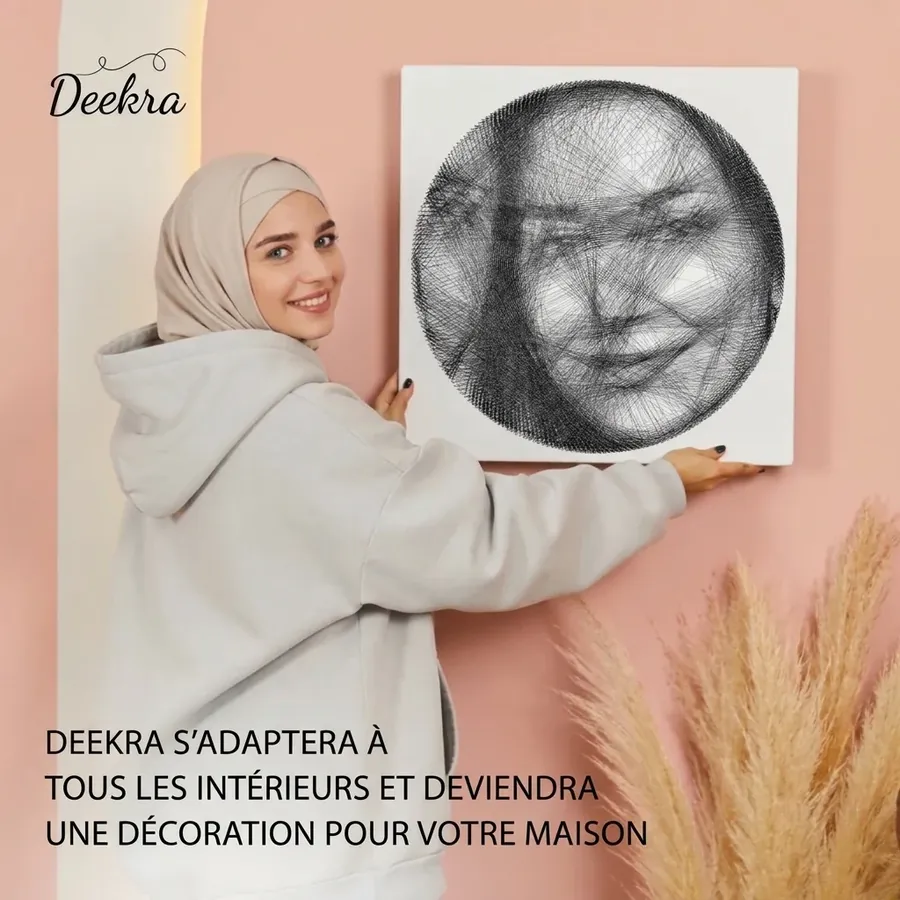 Deekra
DEEKRA S’ADAPTERA À
TOUS LES INTÉRIEURS ET DEVIENDRA
UNE DÉCORATION POUR VOTRE MAISON